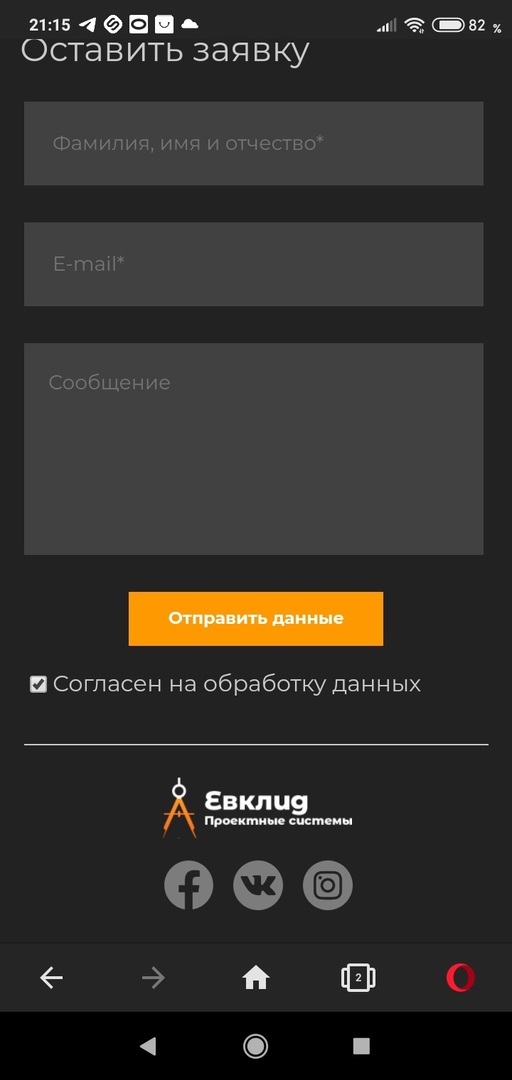 21:15
82 %
Оставить заявку
Фамилия, имя и отчество*
E-mail*
Сообщение
Отправить данные
Согласен на обработку данных
Евклид
Проектные системы
2